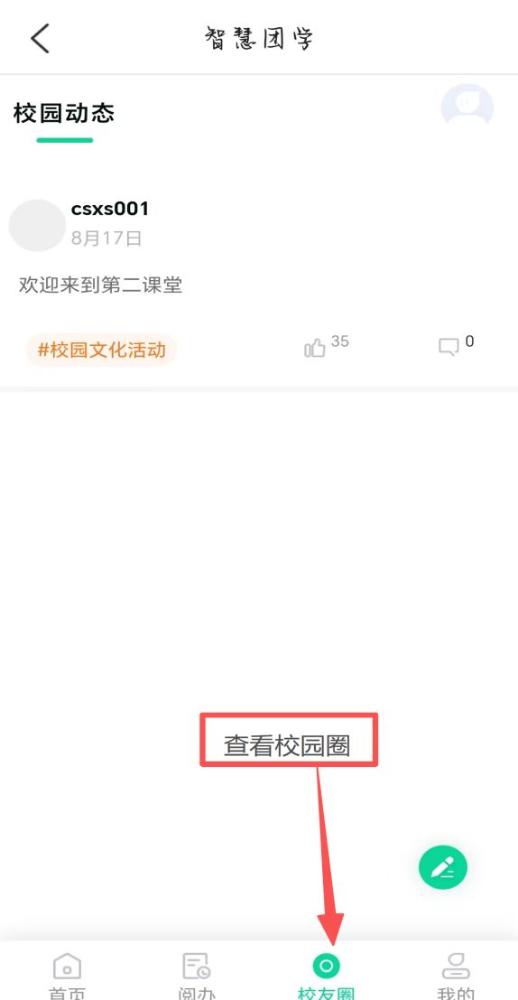 智慧团学
校园动态
csxs001
8月17日
欢迎来到第二课堂
#校园文化活动
35
0
查看校园圈
首页
阅办
校友圈
我的